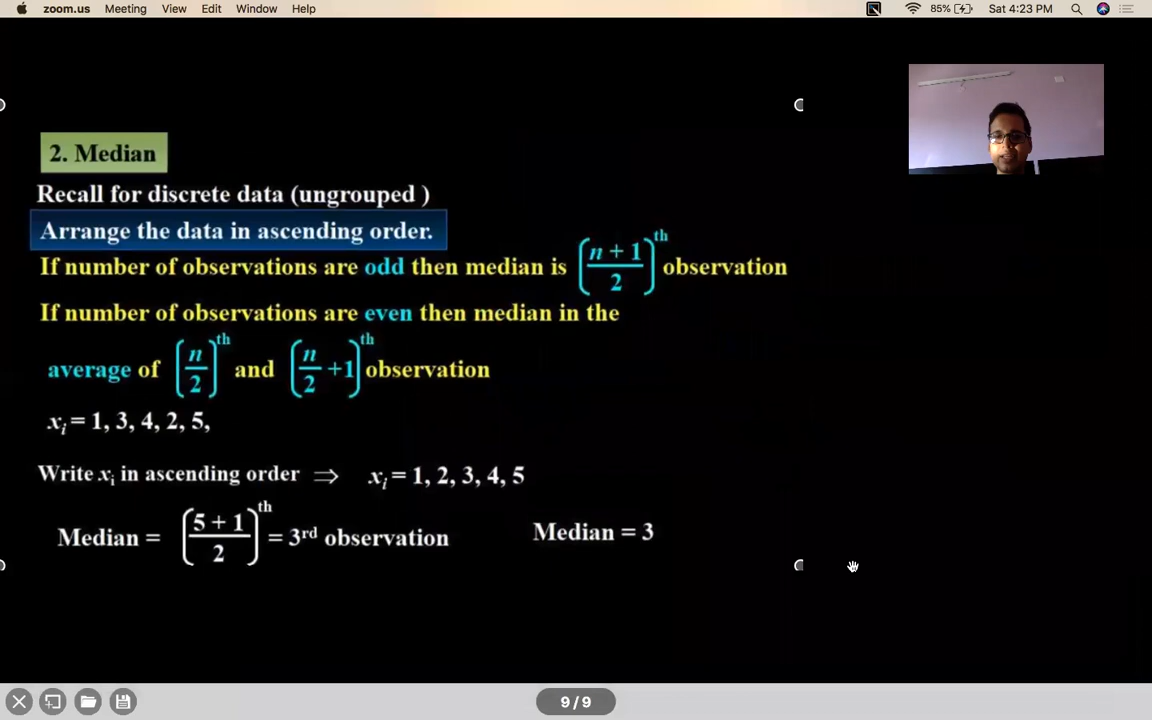 zoom.us Meeting View Edit Window Help 85% Sat 4:23 PM
2. Median
Recall for discrete data (ungrouped )
Arrange the data in ascending order.
If number of observations are odd then median is ((n + 1)/2)th observation
If number of observations are even then median in the
average of (n/2)th and (n/2 +1)th observation
xi = 1, 3, 4, 2, 5,
Write xi in ascending order ⇒ xi = 1, 2, 3, 4, 5
Median = ((5 + 1)/2)th = 3rd observation Median = 3
9 / 9